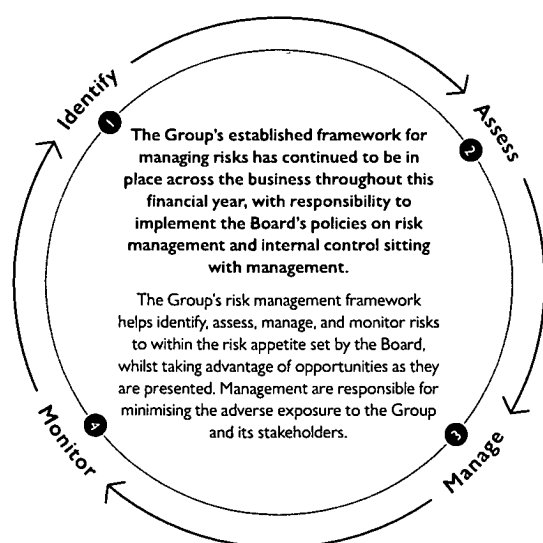 Identify
1
Assess
2
The Group's established framework for
managing risks has continued to be in
place across the business throughout this
financial year, with responsibility to
implement the Board's policies on risk
management and internal control sitting
with management.
The Group's risk management framework
helps identify, assess, manage, and monitor risks
to within the risk appetite set by the Board,
whilst taking advantage of opportunities as they
are presented. Management are responsible for
minimising the adverse exposure to the Group
and its stakeholders.
3
Manage
4
Monitor